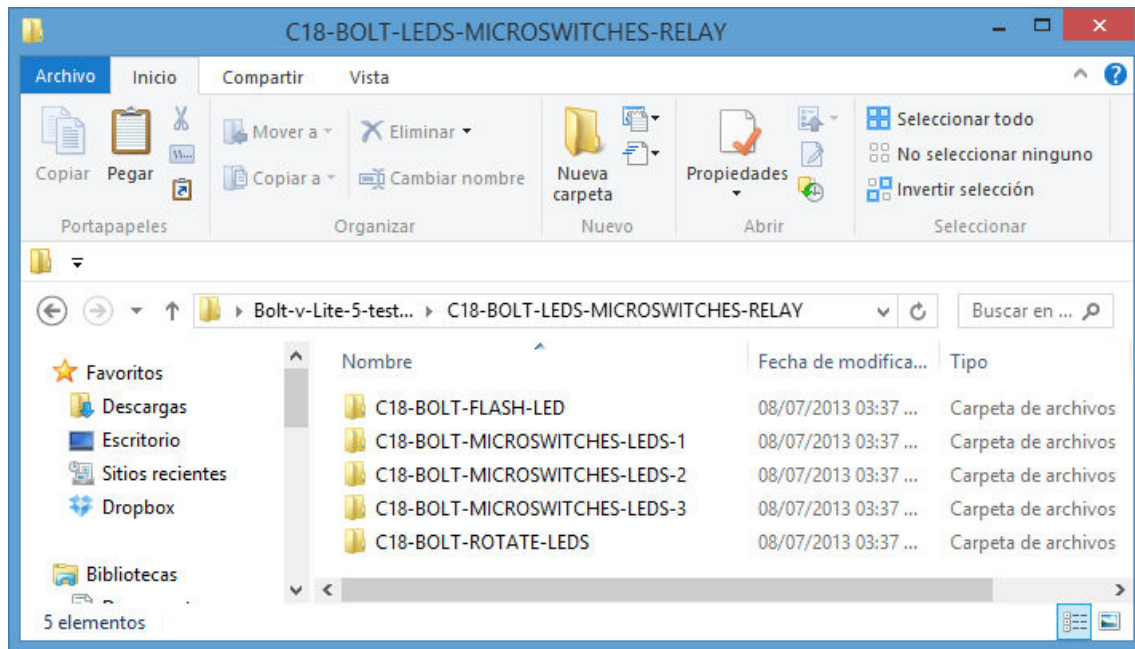 C18-BOLT-LEDS-MICROSWITCHES-RELAY
Archivo Inicio Compartir Vista
Copiar Pegar Mover a Copiar a Eliminar Cambiar nombre Nueva carpeta Propiedades Seleccionar todo No seleccionar ninguno Invertir selección
Portapapeles Organizar Nuevo Abrir Seleccionar
Bolt-v-Lite-5-test... C18-BOLT-LEDS-MICROSWITCHES-RELAY Buscar en ...
Favoritos
Descargas
Escritorio
Sitios recientes
Dropbox
Bibliotecas
Nombre Fecha de modifica... Tipo
C18-BOLT-FLASH-LED 08/07/2013 03:37 ... Carpeta de archivos
C18-BOLT-MICROSWITCHES-LEDS-1 08/07/2013 03:37 ... Carpeta de archivos
C18-BOLT-MICROSWITCHES-LEDS-2 08/07/2013 03:37 ... Carpeta de archivos
C18-BOLT-MICROSWITCHES-LEDS-3 08/07/2013 03:37 ... Carpeta de archivos
C18-BOLT-ROTATE-LEDS 08/07/2013 03:37 ... Carpeta de archivos
5 elementos